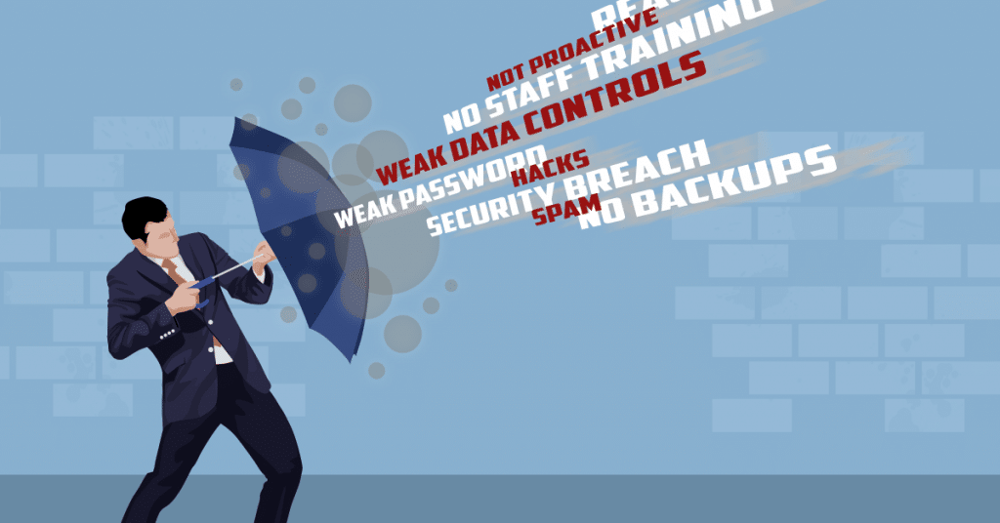 NOT PROACTIVE
NO STAFF TRAINING
WEAK DATA CONTROLS
WEAK PASSWORD
HACKS
SECURITY BREACH
SPAM
NO BACKUPS